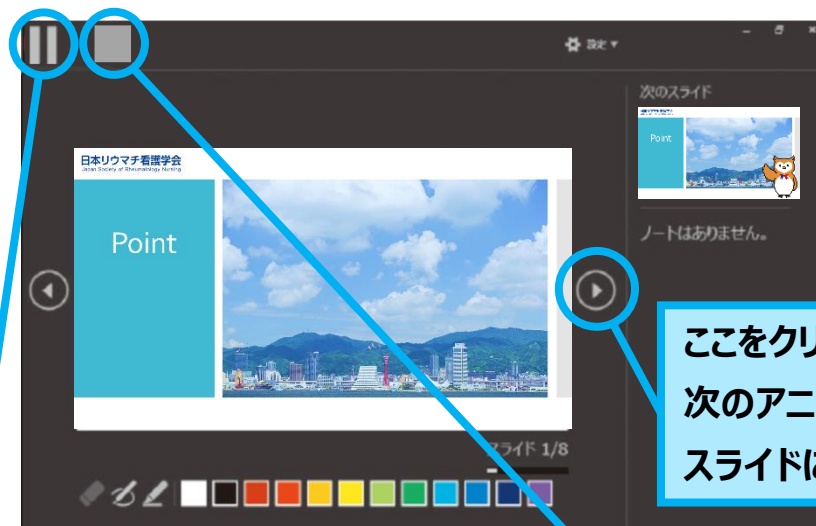 設定
次のスライド
日本リウマチ看護学会
Japan Society of Rheumatology Nursing
Point
Point
ノートはありません。
ここをクリ
次のアニ
スライドに
スライド 1/8